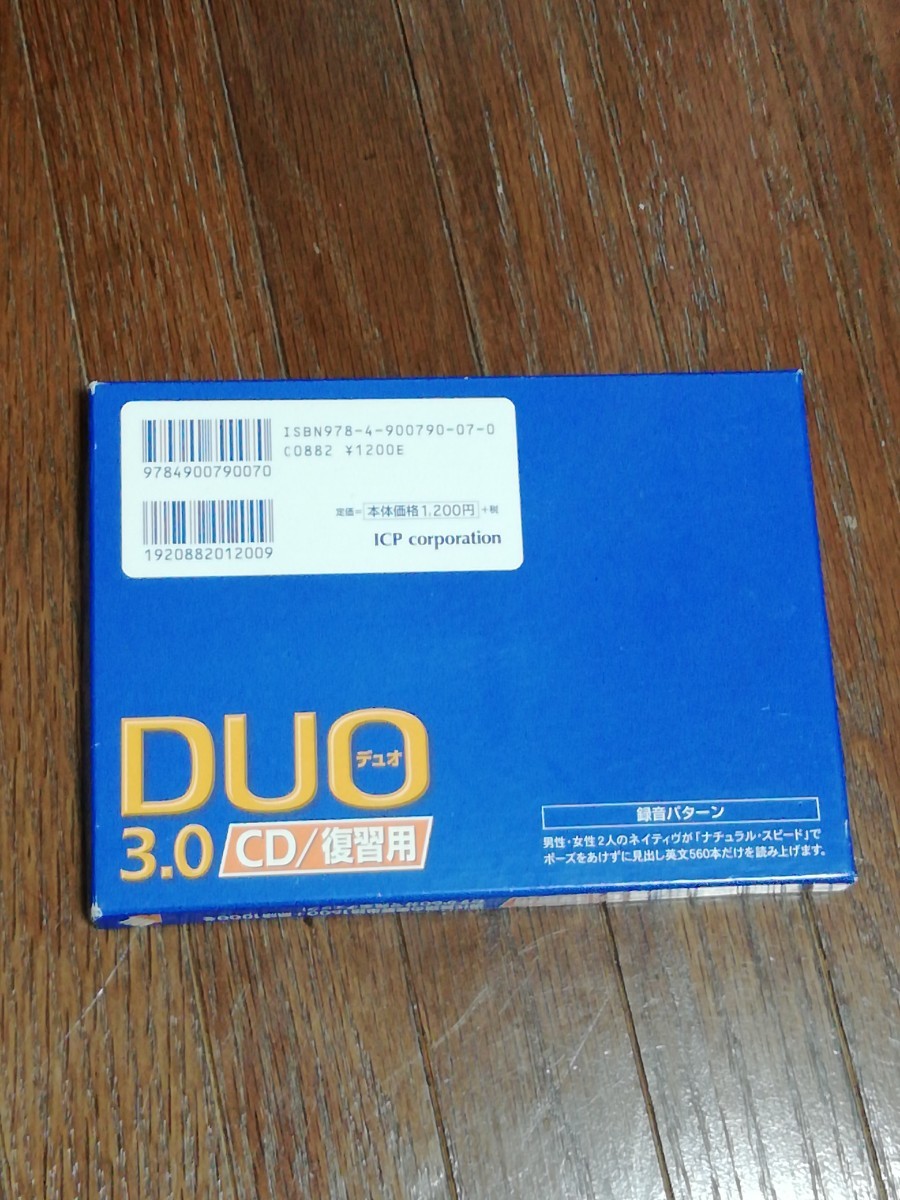 ISBN978-4-900790-07-0
C0882 ¥1200E
9784900790070
定価=本体価格1,200円+税
1920882012009
ICP corporation
DUO
デュオ
3.0 CD/復習用
録音パターン
男性・女性2人のネイティヴが「ナチュラル・スピード」で
ポーズをあけずに見出し英文560本だけを読み上げます。